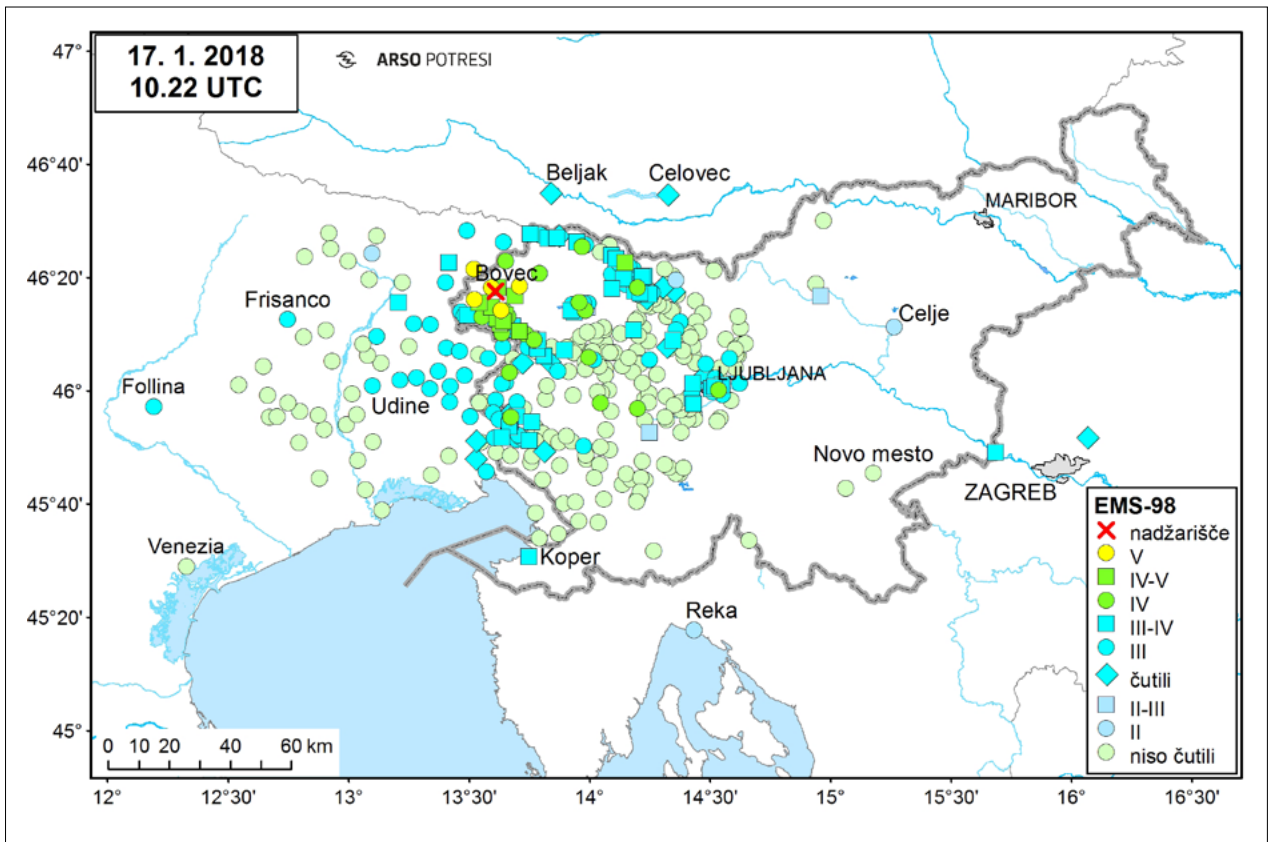 17. 1. 2018
10.22 UTC
ARSO POTRESI
47°
46°40'
46°20'
46°
45°40'
45°20'
45°
Beljak
Celovec
MARIBOR
Bovec
Frisanco
Celje
Follina
Udine
LJUBLJANA
Novo mesto
ZAGREB
Venezia
Koper
Reka
EMS-98
nadžarišče
V
IV-V
IV
III-IV
III
čutili
II-III
II
niso čutili
0 10 20 40 60 km
12° 12°30' 13° 13°30' 14° 14°30' 15° 15°30' 16° 16°30'